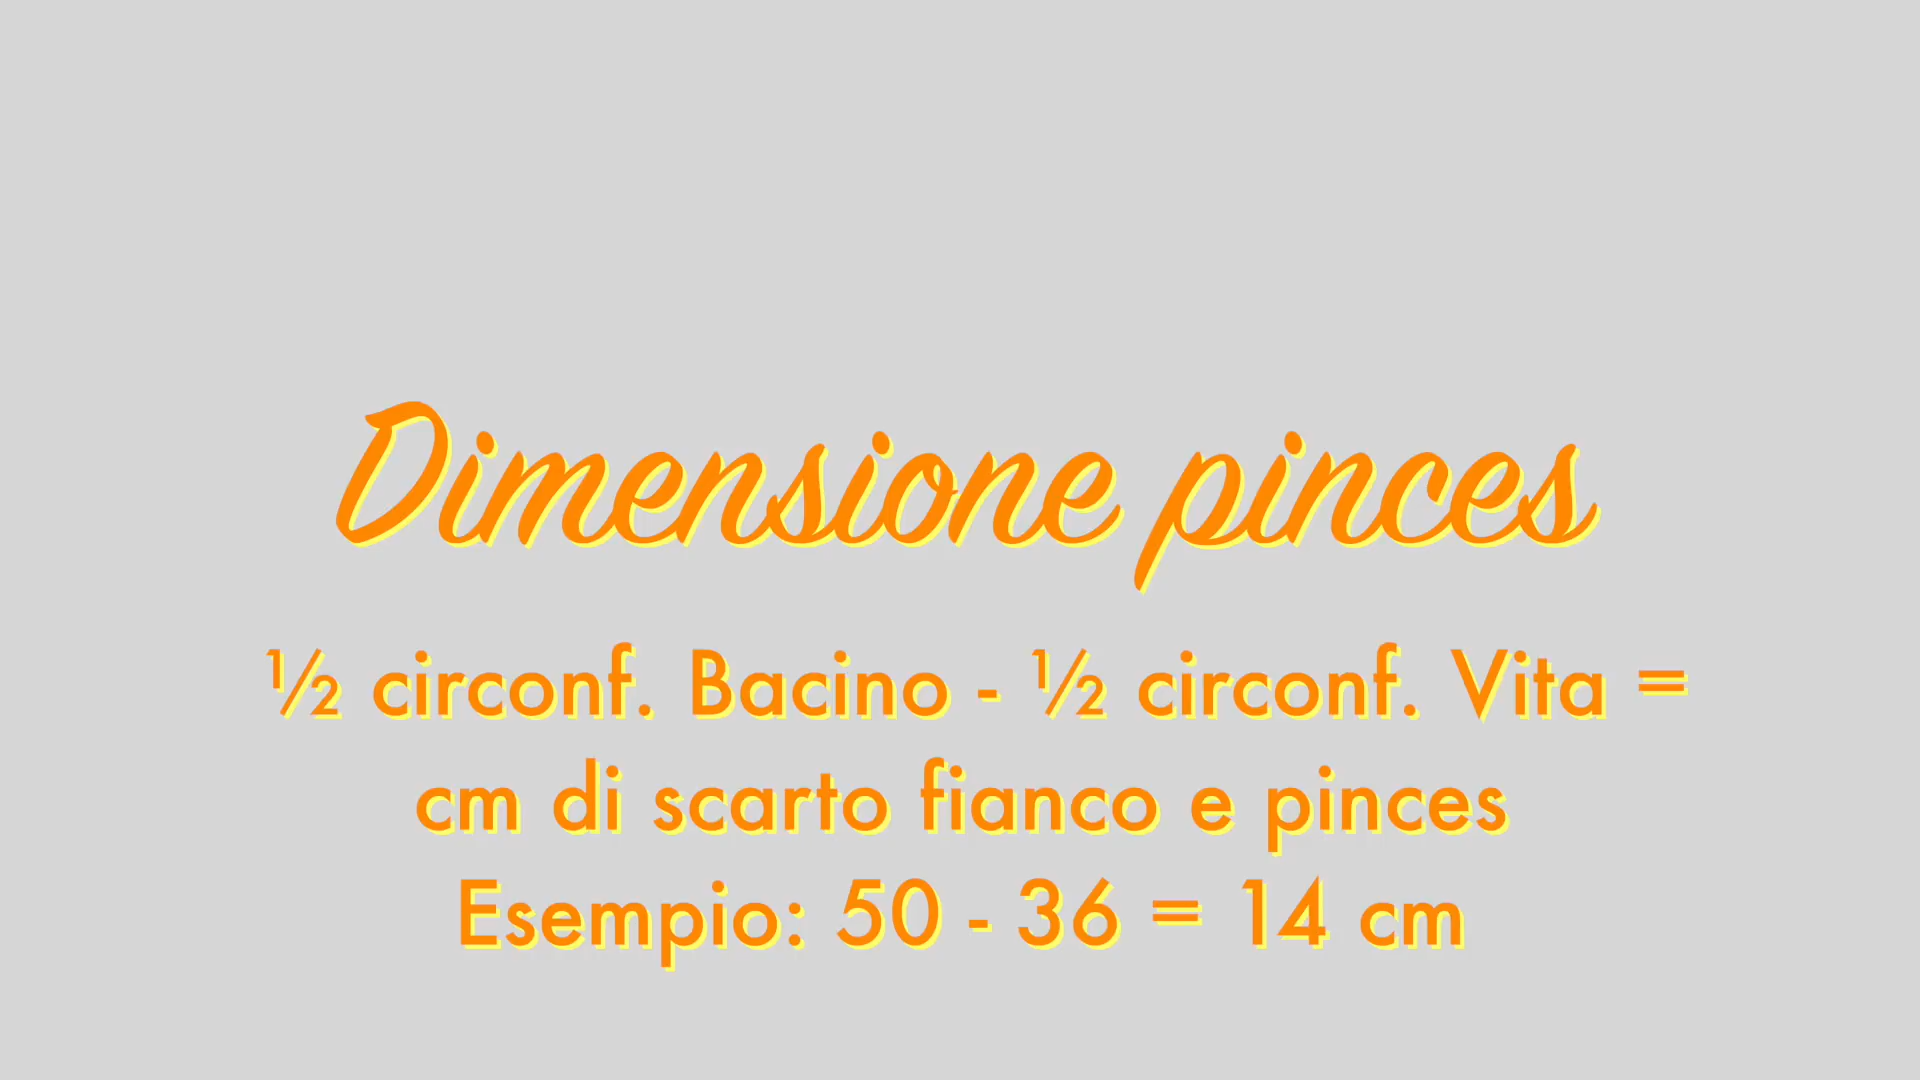 Dimensione pinces
½ circonf. Bacino - ½ circonf. Vita =
cm di scarto fianco e pinces
Esempio: 50 - 36 = 14 cm